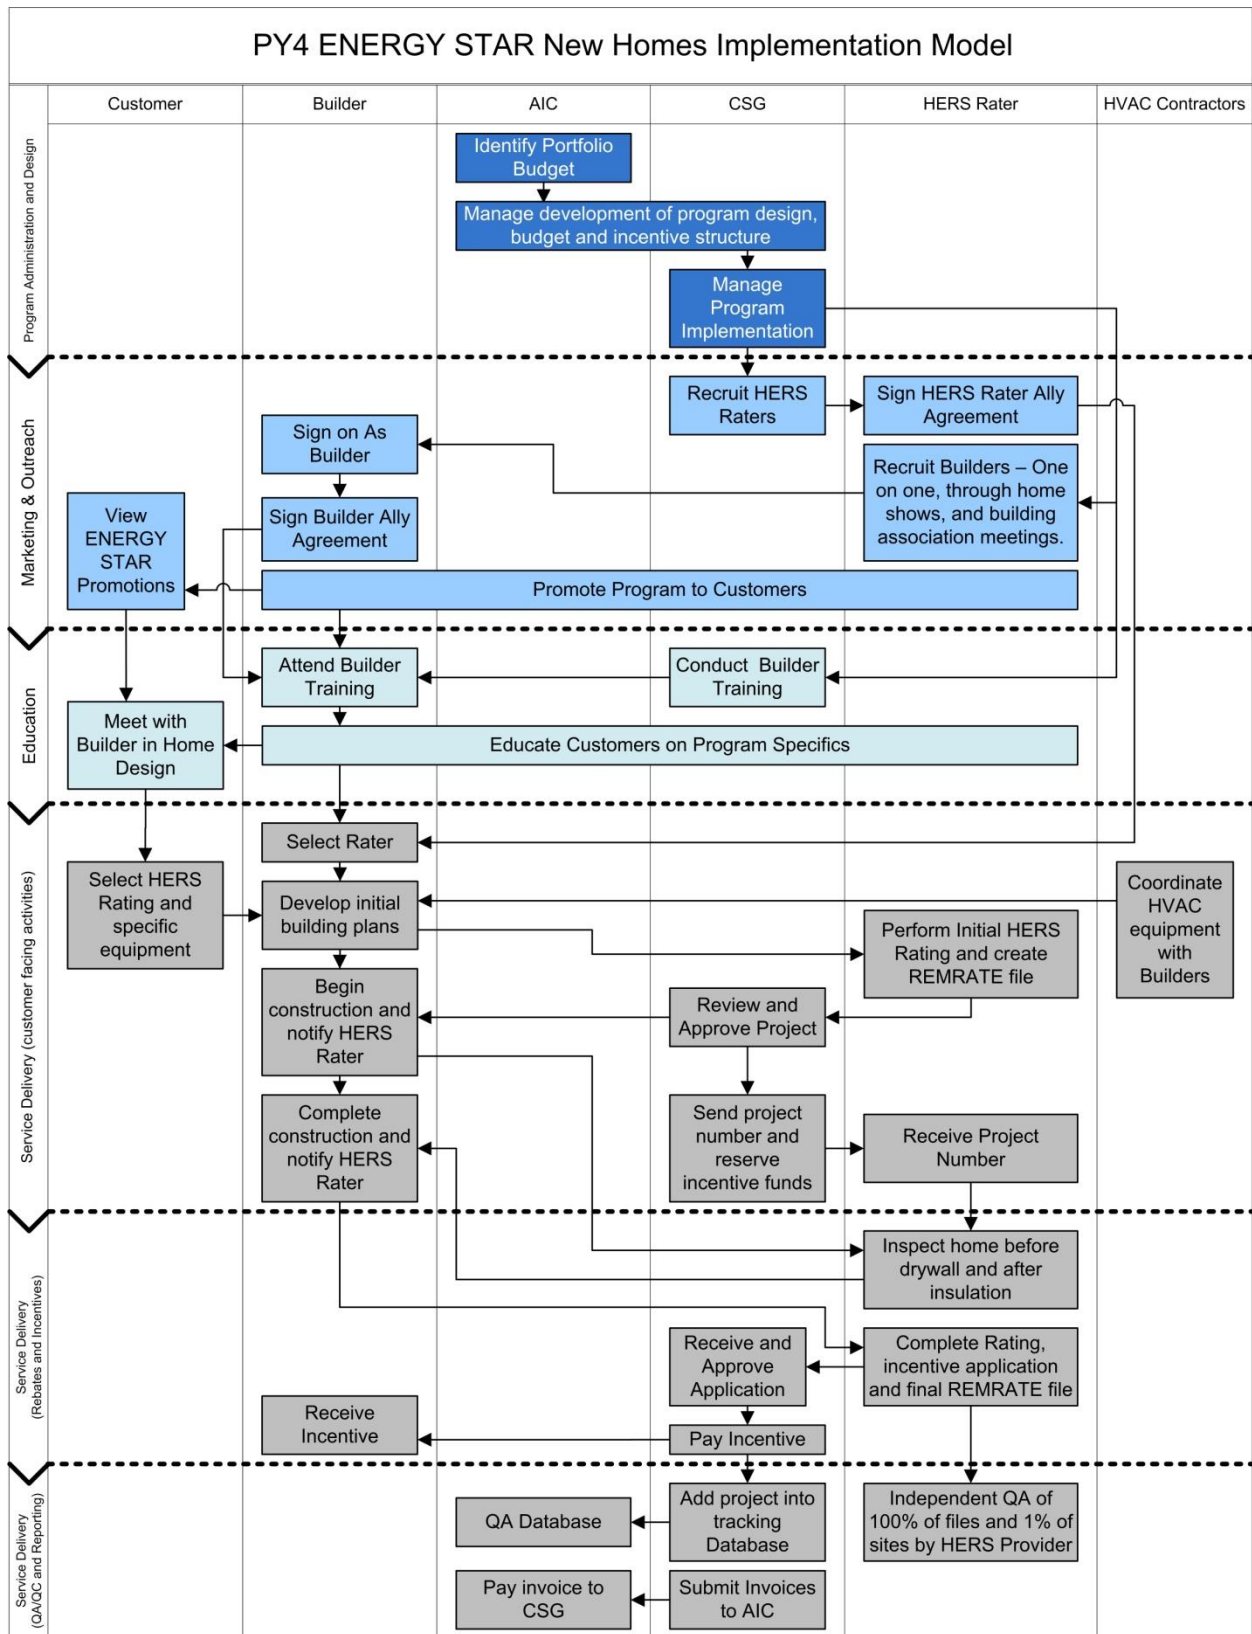 PY4 ENERGY STAR New Homes Implementation Model
Customer
Builder
AIC
CSG
HERS Rater
HVAC Contractors
Program Administration and Design
Identify Portfolio
Budget
Manage development of program design,
budget and incentive structure
Manage
Program
Implementation
Marketing & Outreach
Recruit HERS
Raters
Sign HERS Rater Ally
Agreement
Sign on As
Builder
Recruit Builders – One
on one, through home
shows, and building
association meetings.
View
ENERGY
STAR
Promotions
Sign Builder Ally
Agreement
Promote Program to Customers
Education
Attend Builder
Training
Conduct Builder
Training
Meet with
Builder in Home
Design
Educate Customers on Program Specifics
Service Delivery (customer facing activities)
Select Rater
Select HERS
Rating and
specific
equipment
Develop initial
building plans
Coordinate
HVAC
equipment
with
Builders
Perform Initial HERS
Rating and create
REMRATE file
Begin
construction and
notify HERS
Rater
Review and
Approve Project
Complete
construction and
notify HERS
Rater
Send project
number and
reserve
incentive funds
Receive Project
Number
Service Delivery
(Rebates and Incentives)
Inspect home before
drywall and after
insulation
Receive and
Approve
Application
Complete Rating,
incentive application
and final REMRATE file
Receive
Incentive
Pay Incentive
Service Delivery
(QA/QC and Reporting)
QA Database
Add project into
tracking
Database
Independent QA of
100% of files and 1% of
sites by HERS Provider
Pay invoice to
CSG
Submit Invoices
to AIC